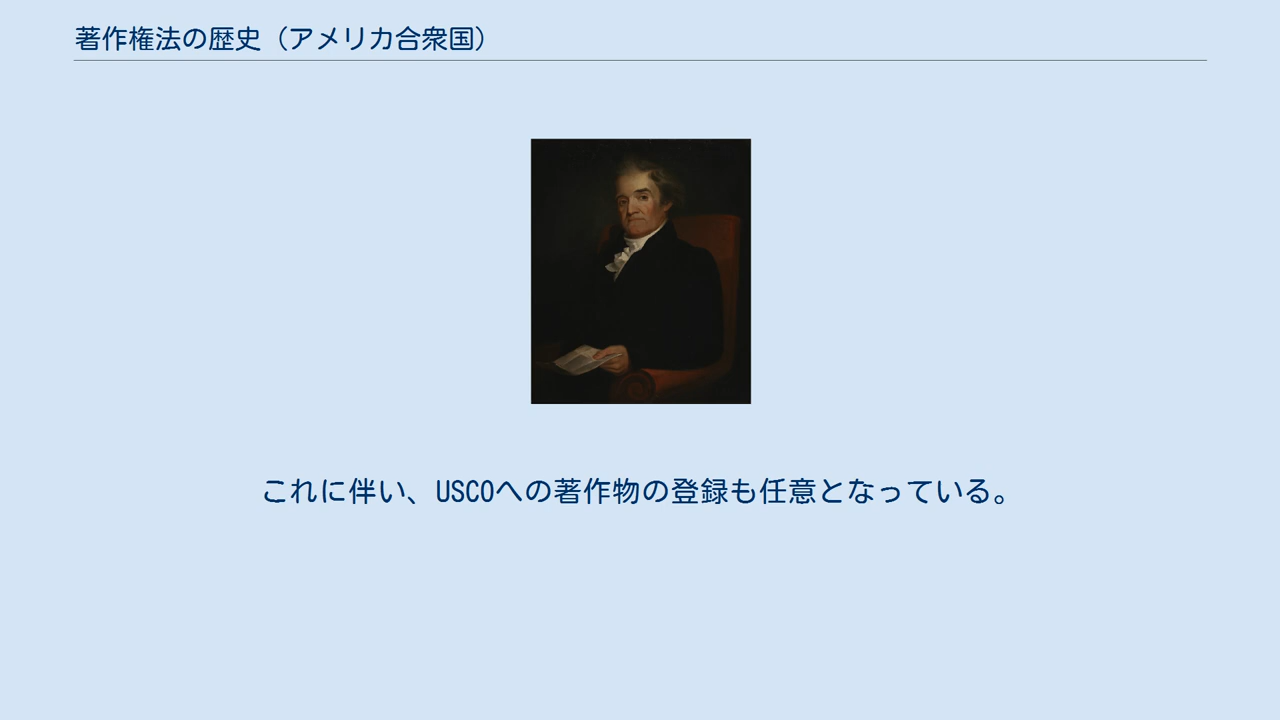 著作権法の歴史（アメリカ合衆国）
これに伴い、USCOへの著作物の登録も任意となっている。